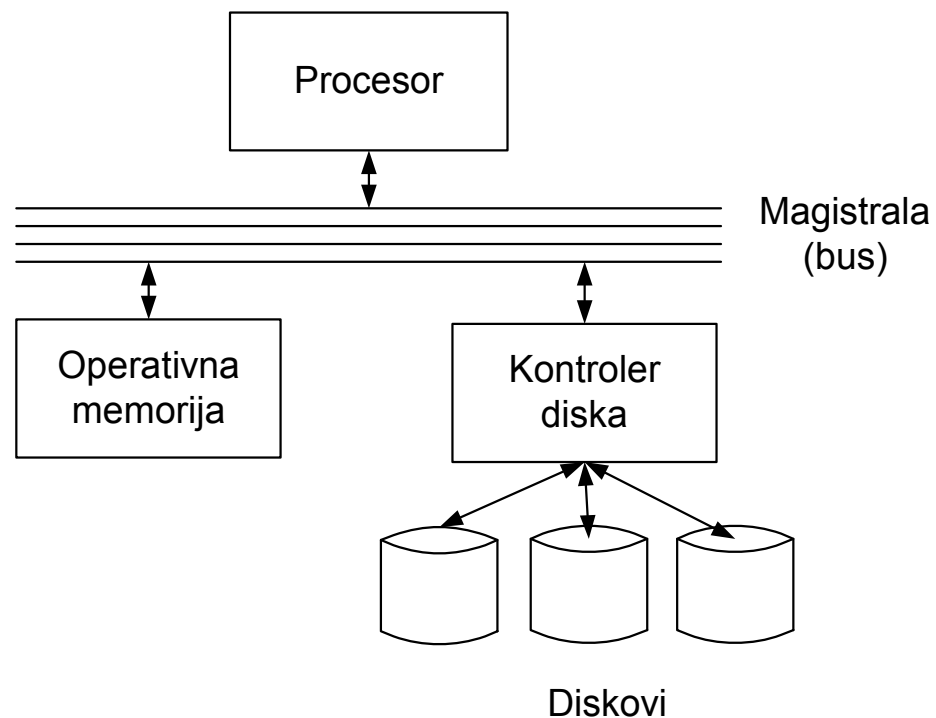 Procesor
Magistrala
(bus)
Operativna
memorija
Kontroler
diska
Diskovi